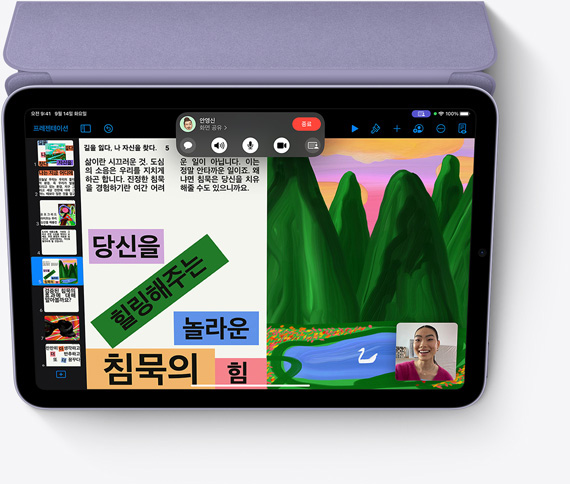 오전 9:41 9월 14일 화요일
100%
프레젠테이션
안영신
화면 공유 >
종료
길을 잃다, 나 자신을 찾다. 5
삶이란 시끄러운 것. 도심
의 소음은 우리를 지치게
하곤 합니다. 진정한 침묵
을 경험하기란 여간 어려
운 일이 아닙니다. 이는
정말 안타까운 일이죠. 왜
냐면 침묵은 당신을 치유
해줄 수도 있으니까요.
당신을
힐링해주는
놀라운
침묵의
힘